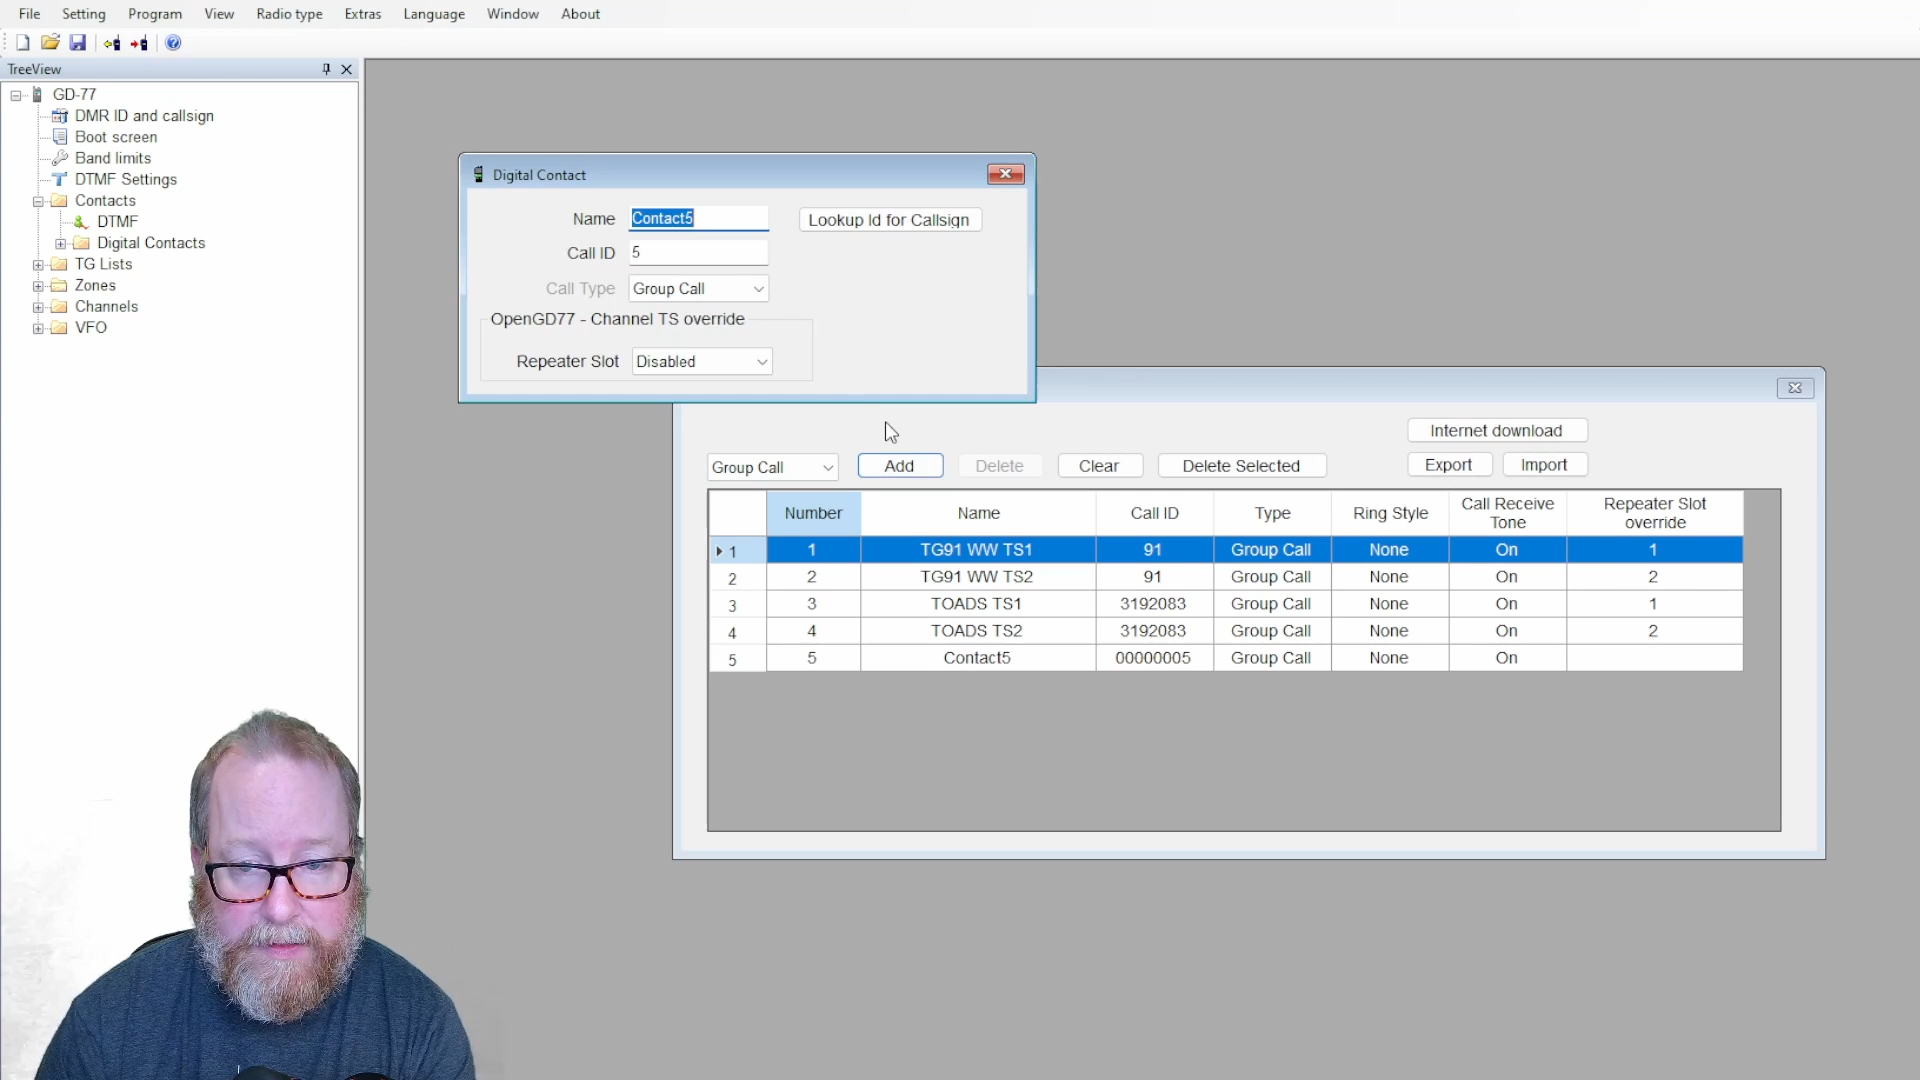 File Setting Program View Radio type Extras Language Window About
TreeView
GD-77
DMR ID and callsign
Boot screen
Band limits
DTMF Settings
Contacts
DTMF
Digital Contacts
TG Lists
Zones
Channels
VFO
Digital Contact
Name Contact5 Lookup Id for Callsign
Call ID 5
Call Type Group Call
OpenGD77 - Channel TS override
Repeater Slot Disabled
Internet download
Group Call Add Delete Clear Delete Selected Export Import
Number Name Call ID Type Ring Style Call Receive Tone Repeater Slot override
1 1 TG91 WW TS1 91 Group Call None On 1
2 2 TG91 WW TS2 91 Group Call None On 2
3 3 TOADS TS1 3192083 Group Call None On 1
4 4 TOADS TS2 3192083 Group Call None On 2
5 5 Contact5 00000005 Group Call None On